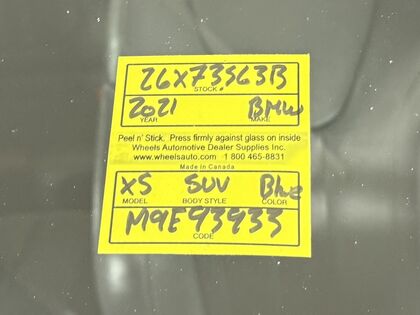 26X73563B
STOCK #
2021 BMW
YEAR MAKE
Peel n' Stick. Press firmly against glass on inside
Wheels Automotive Dealer Supplies Inc.
www.wheelsauto.com 1 800 465-8831
Made in Canada
X5 SUV Blue
MODEL BODY STYLE COLOR
M9E93933
CODE